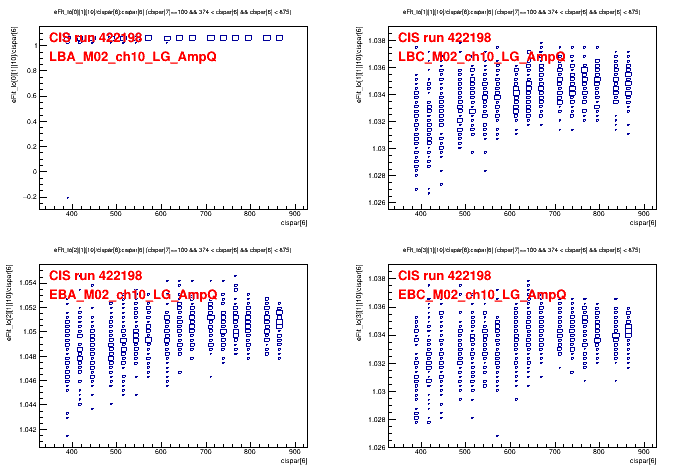 eFit_lo[0][1][10]/cispar[6]:cispar[6] {cispar[7]==100 && 374 < cispar[6] && cispar[6] < 875}
CIS run 422198
LBA_M02_ch10_LG_AmpQ
eFit_lo[0][1][10]/cispar[6]
1
0.8
0.6
0.4
0.2
0
−0.2
400 500 600 700 800 900
cispar[6]
eFit_lo[1][1][10]/cispar[6]:cispar[6] {cispar[7]==100 && 374 < cispar[6] && cispar[6] < 875}
CIS run 422198
LBC_M02_ch10_LG_AmpQ
eFit_lo[1][1][10]/cispar[6]
1.038
1.036
1.034
1.032
1.03
1.028
1.026
400 500 600 700 800 900
cispar[6]
eFit_lo[2][1][10]/cispar[6]:cispar[6] {cispar[7]==100 && 374 < cispar[6] && cispar[6] < 875}
CIS run 422198
EBA_M02_ch10_LG_AmpQ
eFit_lo[2][1][10]/cispar[6]
1.054
1.052
1.05
1.048
1.046
1.044
1.042
400 500 600 700 800 900
cispar[6]
eFit_lo[3][1][10]/cispar[6]:cispar[6] {cispar[7]==100 && 374 < cispar[6] && cispar[6] < 875}
CIS run 422198
EBC_M02_ch10_LG_AmpQ
eFit_lo[3][1][10]/cispar[6]
1.038
1.036
1.034
1.032
1.03
1.028
1.026
400 500 600 700 800 900
cispar[6]